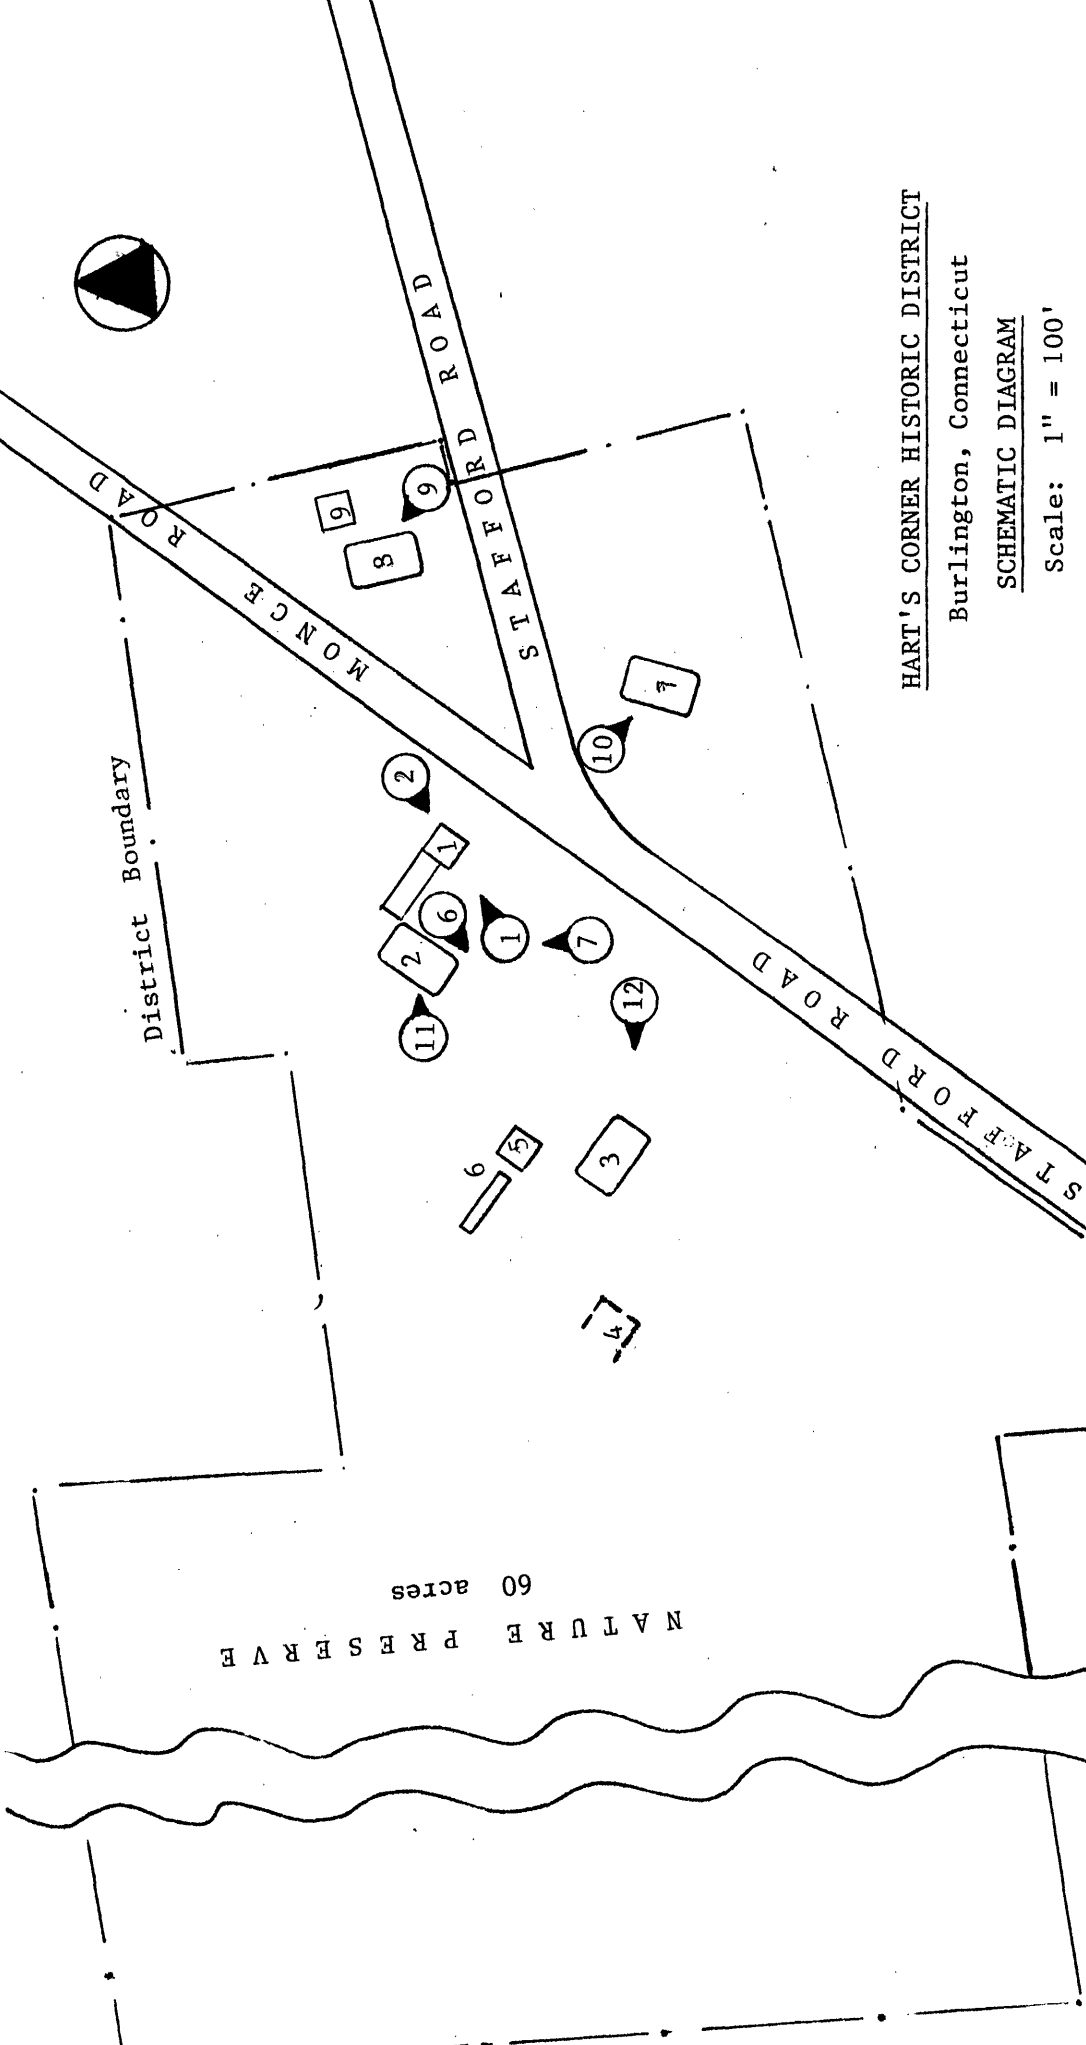 HART'S CORNER HISTORIC DISTRICT
Burlington, Connecticut
SCHEMATIC DIAGRAM
Scale: 1" = 100'
District Boundary
MONCE ROAD
STAFFORD ROAD
STAFFORD ROAD
NATURE PRESERVE
60 acres
9
9
8
7
10
2
1
6
2
1
7
11
12
5
6
3
4